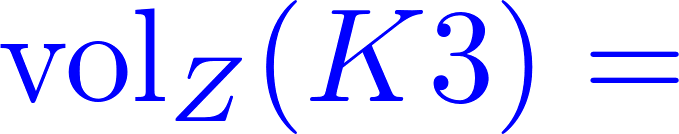 vol_Z(K3) =